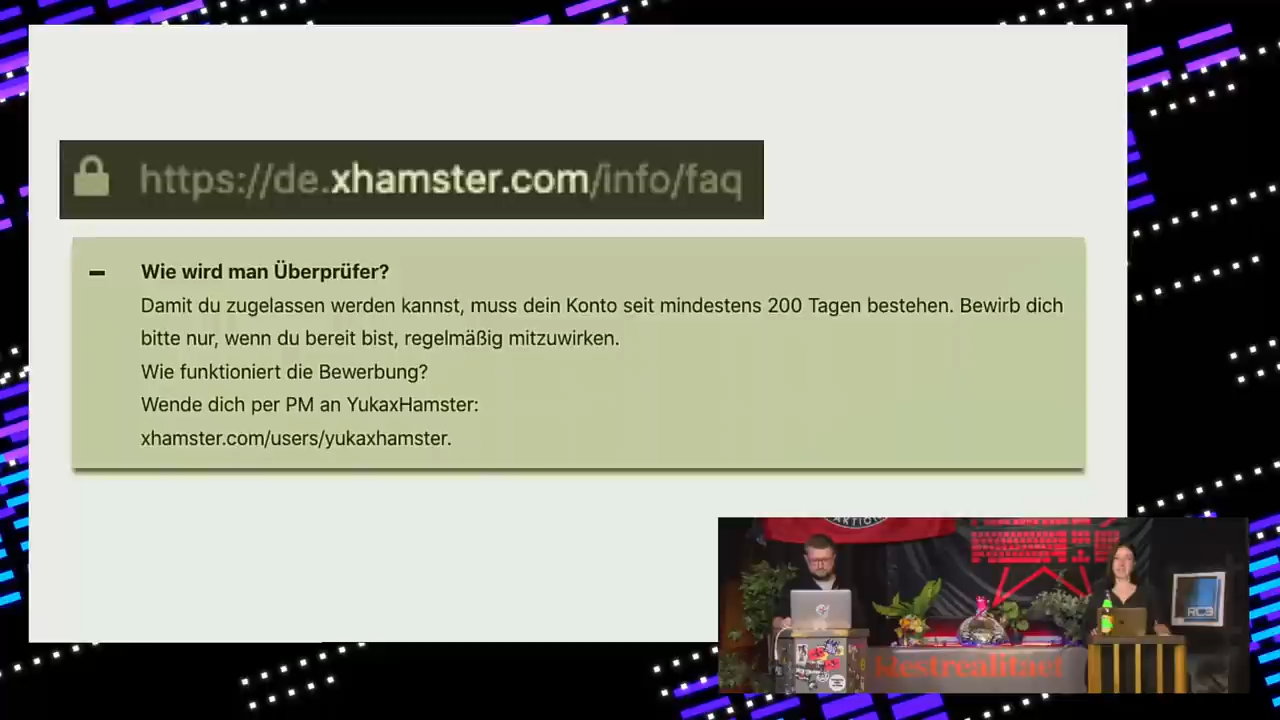 https://de.xhamster.com/info/faq
Wie wird man Überprüfer?
Damit du zugelassen werden kannst, muss dein Konto seit mindestens 200 Tagen bestehen. Bewirb dich
bitte nur, wenn du bereit bist, regelmäßig mitzuwirken.
Wie funktioniert die Bewerbung?
Wende dich per PM an YukaxHamster:
xhamster.com/users/yukaxhamster.
RC3
Restrealitaet